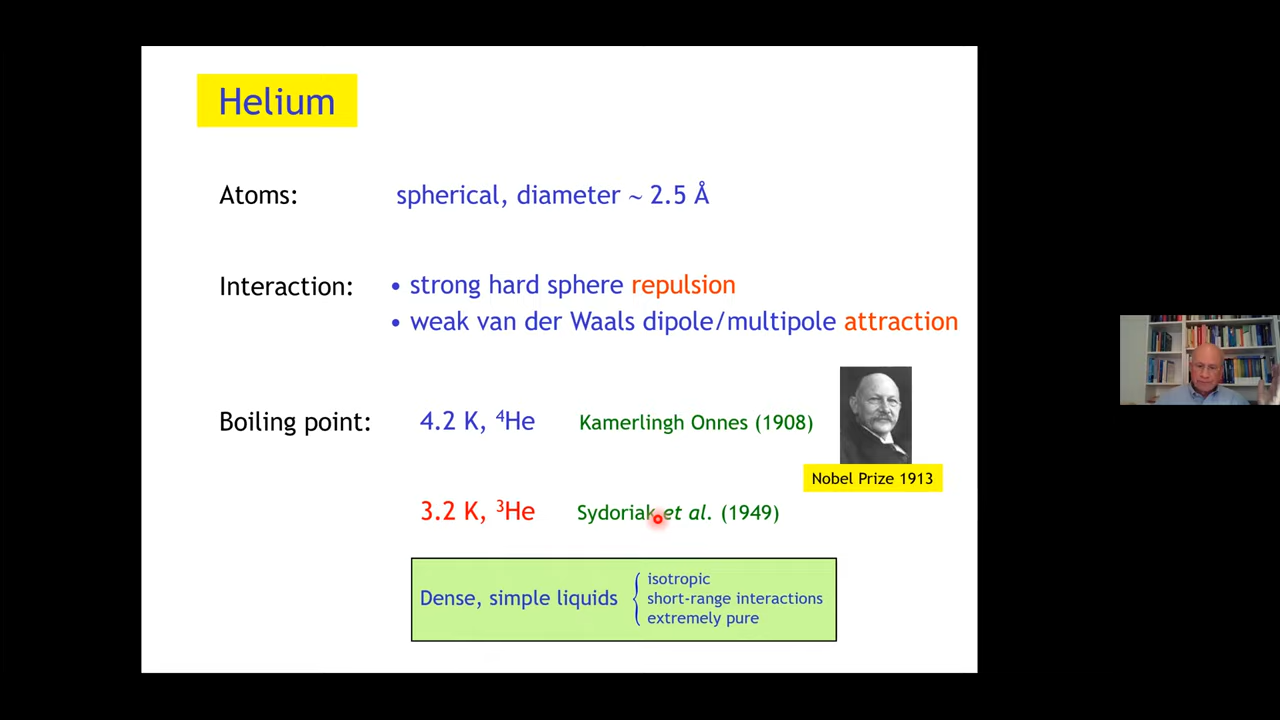 Helium
Atoms: spherical, diameter ~ 2.5 Å
Interaction: • strong hard sphere repulsion
• weak van der Waals dipole/multipole attraction
Boiling point: 4.2 K, ⁴He Kamerlingh Onnes (1908)
Nobel Prize 1913
3.2 K, ³He Sydoriak et al. (1949)
Dense, simple liquids
isotropic
short-range interactions
extremely pure